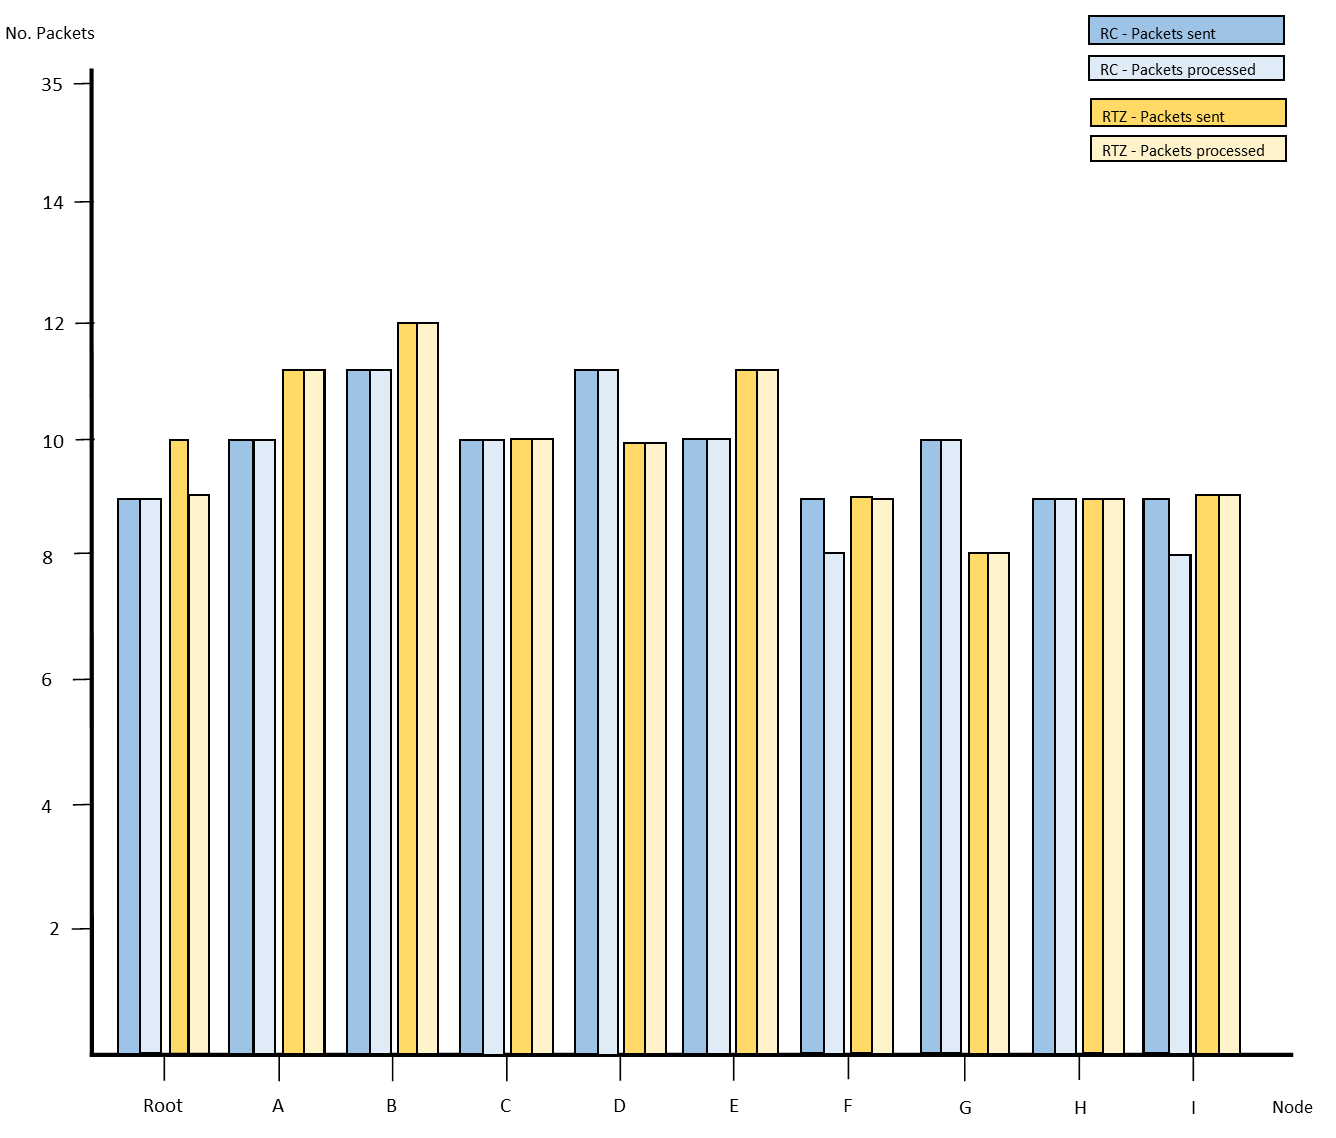 No. Packets
RC - Packets sent
RC - Packets processed
RTZ - Packets sent
RTZ - Packets processed
35
14
12
10
8
6
4
2
Root A B C D E F G H I Node